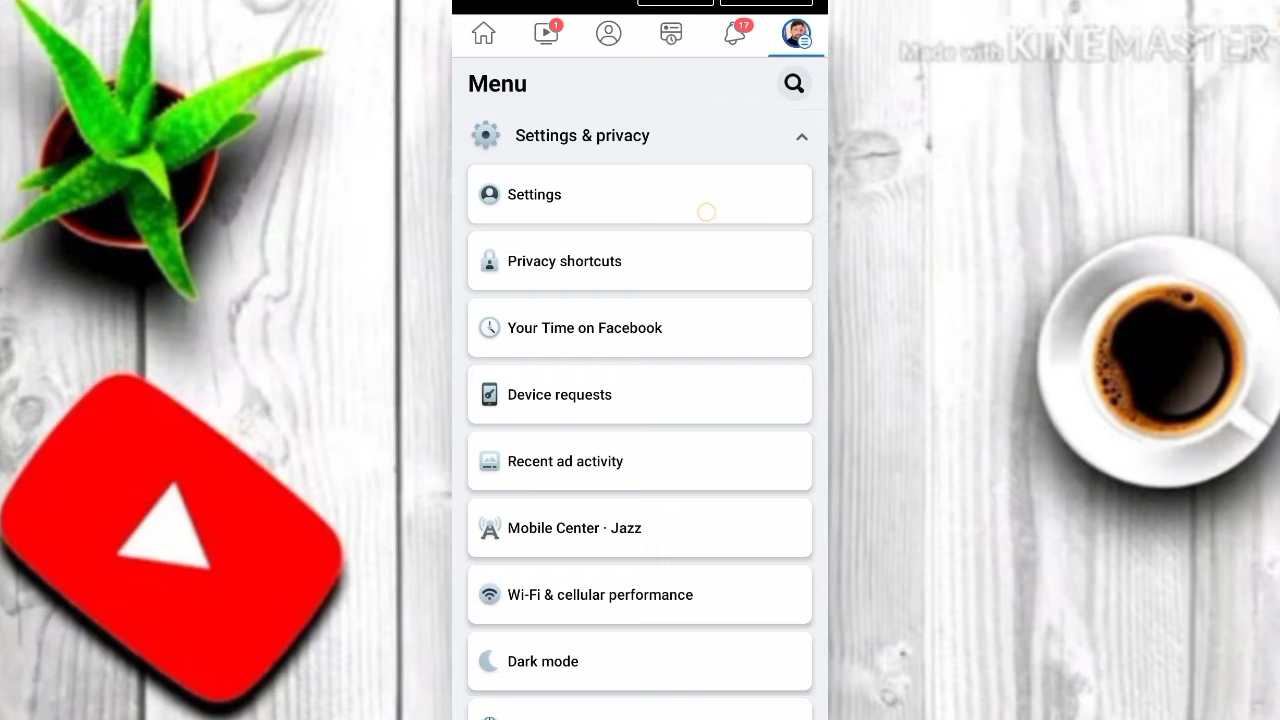 Made with KINEMASTER
1
17
Menu
Settings & privacy
Settings
Privacy shortcuts
Your Time on Facebook
Device requests
Recent ad activity
Mobile Center · Jazz
Wi-Fi & cellular performance
Dark mode